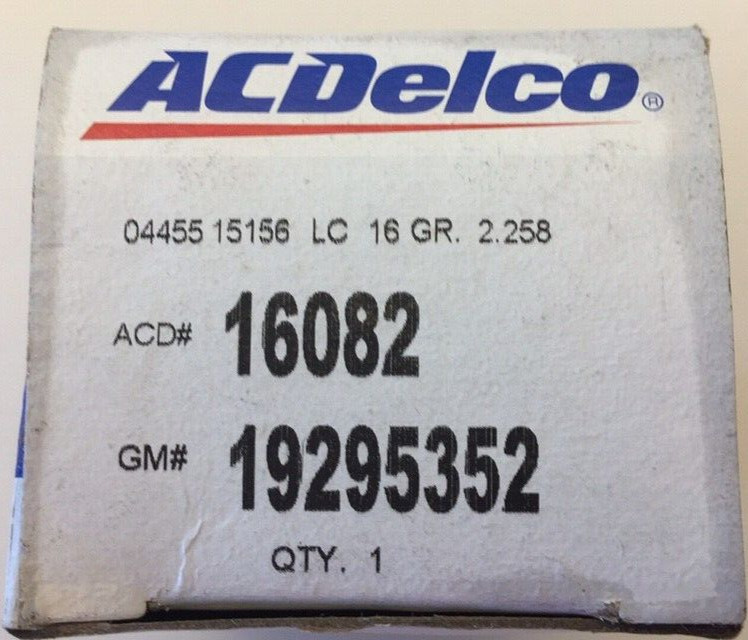 ACDelco®
04455 15156 LC 16 GR. 2.258
ACD# 16082
GM# 19295352
QTY. 1